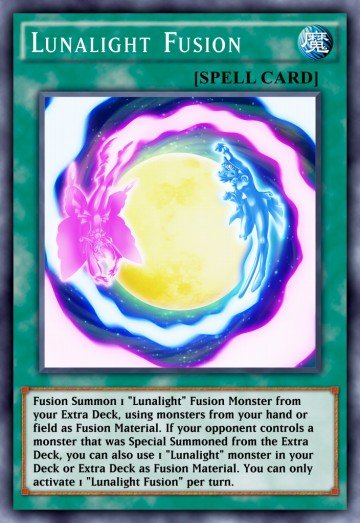 Lunalight Fusion
魔
[SPELL CARD]
Fusion Summon 1 "Lunalight" Fusion Monster from
your Extra Deck, using monsters from your hand or
field as Fusion Material. If your opponent controls a
monster that was Special Summoned from the Extra
Deck, you can also use 1 "Lunalight" monster in your
Deck or Extra Deck as Fusion Material. You can only
activate 1 "Lunalight Fusion" per turn.